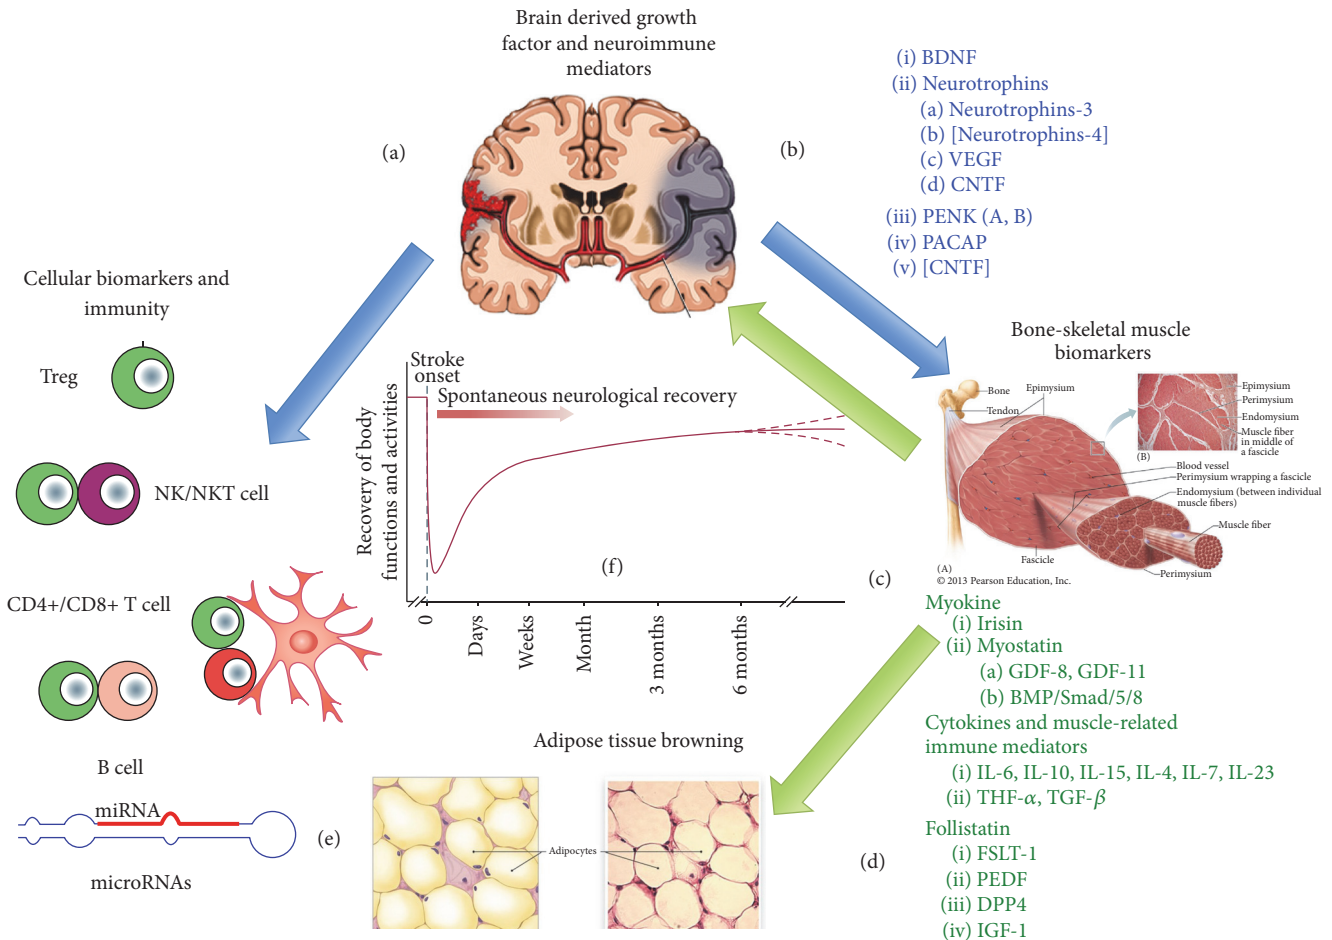 Brain derived growth
factor and neuroimmune
mediators
(a)
(b)
(i) BDNF
(ii) Neurotrophins
(a) Neurotrophins-3
(b) [Neurotrophins-4]
(c) VEGF
(d) CNTF
(iii) PENK (A, B)
(iv) PACAP
(v) [CNTF]
Cellular biomarkers and
immunity
Treg
NK/NKT cell
CD4+/CD8+ T cell
B cell
miRNA
microRNAs
(e)
Stroke
onset
Spontaneous neurological recovery
Recovery of body
functions and activities
(f)
0
Days
Weeks
Month
3 months
6 months
Bone-skeletal muscle
biomarkers
Bone
Epimysium
Tendon
Epimysium
Perimysium
Endomysium
Muscle fiber
in middle of
a fascicle
(B)
Blood vessel
Perimysium wrapping a fascicle
Endomysium (between individual
muscle fibers)
Muscle fiber
Fascicle
Perimysium
(A)
© 2013 Pearson Education, Inc.
(c)
Myokine
(i) Irisin
(ii) Myostatin
(a) GDF-8, GDF-11
(b) BMP/Smad/5/8
Cytokines and muscle-related
immune mediators
(i) IL-6, IL-10, IL-15, IL-4, IL-7, IL-23
(ii) THF-α, TGF-β
Follistatin
(i) FSLT-1
(ii) PEDF
(iii) DPP4
(iv) IGF-1
(d)
Adipose tissue browning
Adipocytes